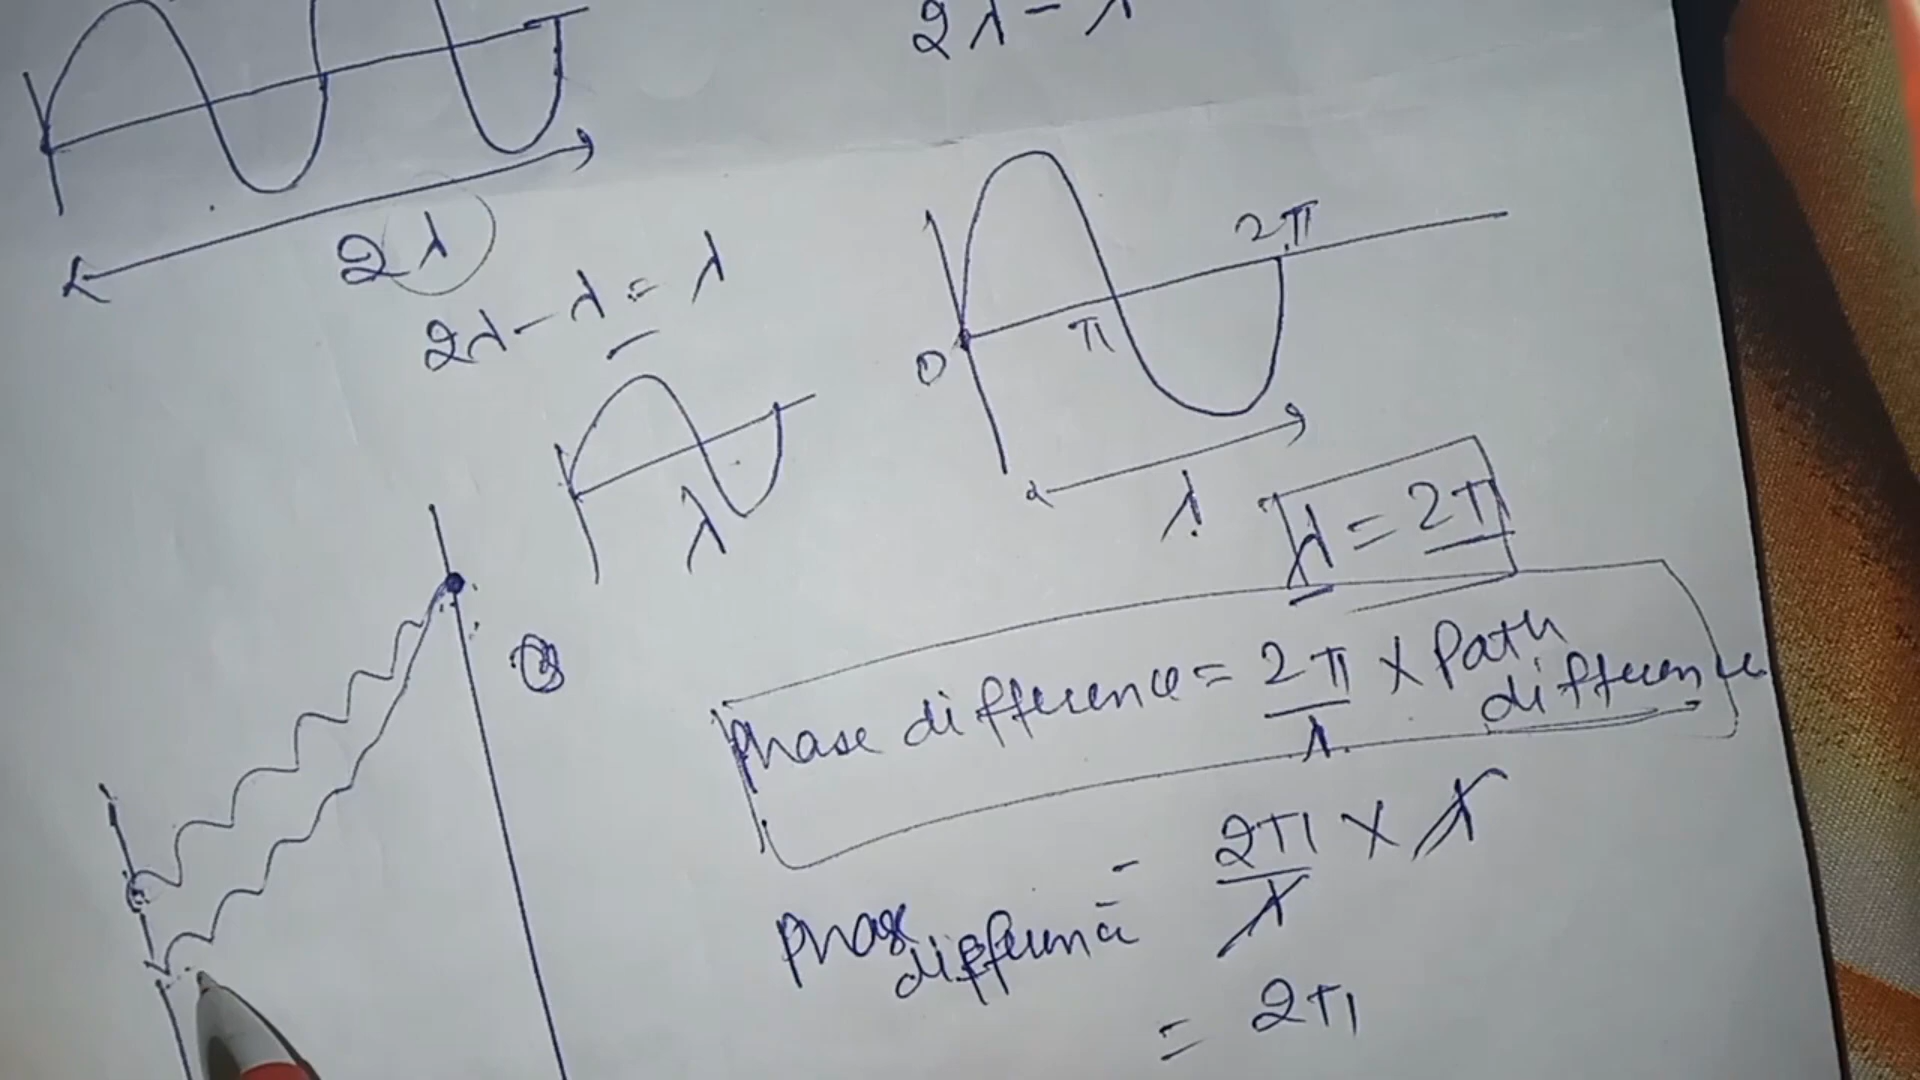 2λ - λ
2λ
2λ - λ = λ
2π
π
0
λ
λ
λ = 2π
phase difference = 2π/λ × Path difference
phase difference = 2π/λ × λ
= 2π